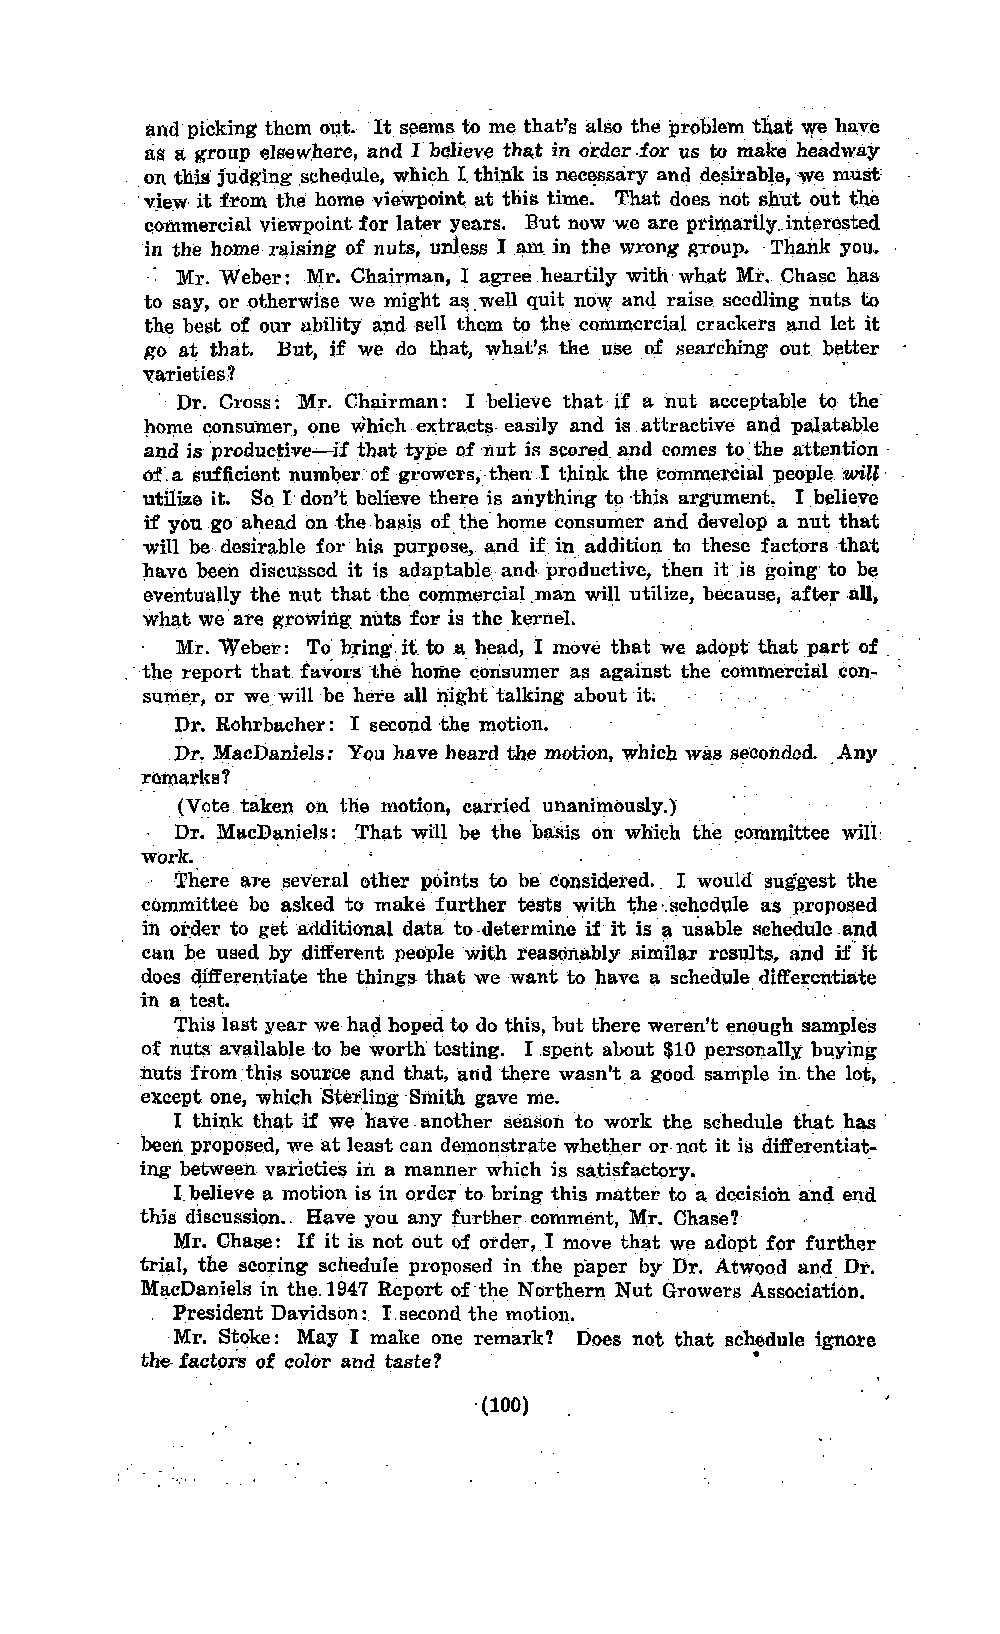 and picking them out. It seems to me that's also the problem that we have
as a group elsewhere, and I believe that in order for us to make headway
on this judging schedule, which I think is necessary and desirable, we must
view it from the home viewpoint at this time. That does not shut out the
commercial viewpoint for later years. But now we are primarily interested
in the home raising of nuts, unless I am in the wrong group. Thank you.
Mr. Weber: Mr. Chairman, I agree heartily with what Mr. Chase has
to say, or otherwise we might as well quit now and raise seedling nuts to
the best of our ability and sell them to the commercial crackers and let it
go at that. But, if we do that, what's the use of searching out better
varieties?
Dr. Cross: Mr. Chairman: I believe that if a nut acceptable to the
home consumer, one which extracts easily and is attractive and palatable
and is productive—if that type of nut is scored and comes to the attention
of a sufficient number of growers, then I think the commercial people will
utilize it. So I don't believe there is anything to this argument. I believe
if you go ahead on the basis of the home consumer and develop a nut that
will be desirable for his purpose, and if in addition to these factors that
have been discussed it is adaptable and productive, then it is going to be
eventually the nut that the commercial man will utilize, because, after all,
what we are growing nuts for is the kernel.
Mr. Weber: To bring it to a head, I move that we adopt that part of
the report that favors the home consumer as against the commercial con-
sumer, or we will be here all night talking about it.
Dr. Rohrbacher: I second the motion.
Dr. MacDaniels: You have heard the motion, which was seconded. Any
remarks?
(Vote taken on the motion, carried unanimously.)
Dr. MacDaniels: That will be the basis on which the committee will
work.
There are several other points to be considered. I would suggest the
committee be asked to make further tests with the schedule as proposed
in order to get additional data to determine if it is a usable schedule and
can be used by different people with reasonably similar results, and if it
does differentiate the things that we want to have a schedule differentiate
in a test.
This last year we had hoped to do this, but there weren't enough samples
of nuts available to be worth testing. I spent about $10 personally buying
nuts from this source and that, and there wasn't a good sample in the lot,
except one, which Sterling Smith gave me.
I think that if we have another season to work the schedule that has
been proposed, we at least can demonstrate whether or not it is differentiat-
ing between varieties in a manner which is satisfactory.
I believe a motion is in order to bring this matter to a decision and end
this discussion. Have you any further comment, Mr. Chase?
Mr. Chase: If it is not out of order, I move that we adopt for further
trial, the scoring schedule proposed in the paper by Dr. Atwood and Dr.
MacDaniels in the 1947 Report of the Northern Nut Growers Association.
President Davidson: I second the motion.
Mr. Stoke: May I make one remark? Does not that schedule ignore
the factors of color and taste?
(100)